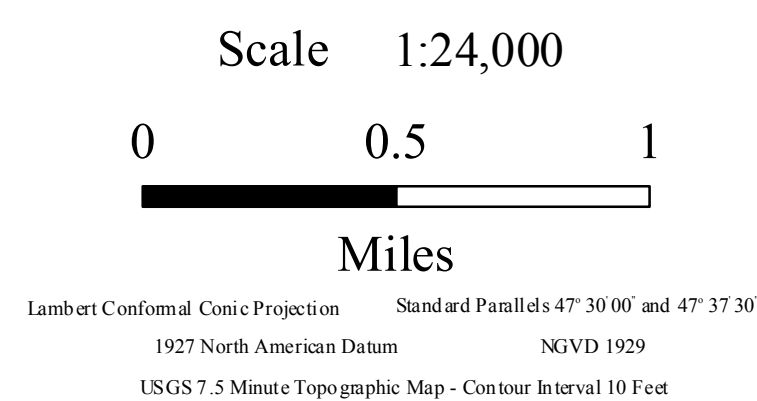 Scale 1:24,000
0 0.5 1
Miles
Lambert Conformal Conic Projection Standard Parallels 47° 30' 00" and 47° 37' 30"
1927 North American Datum NGVD 1929
USGS 7.5 Minute Topographic Map - Contour Interval 10 Feet